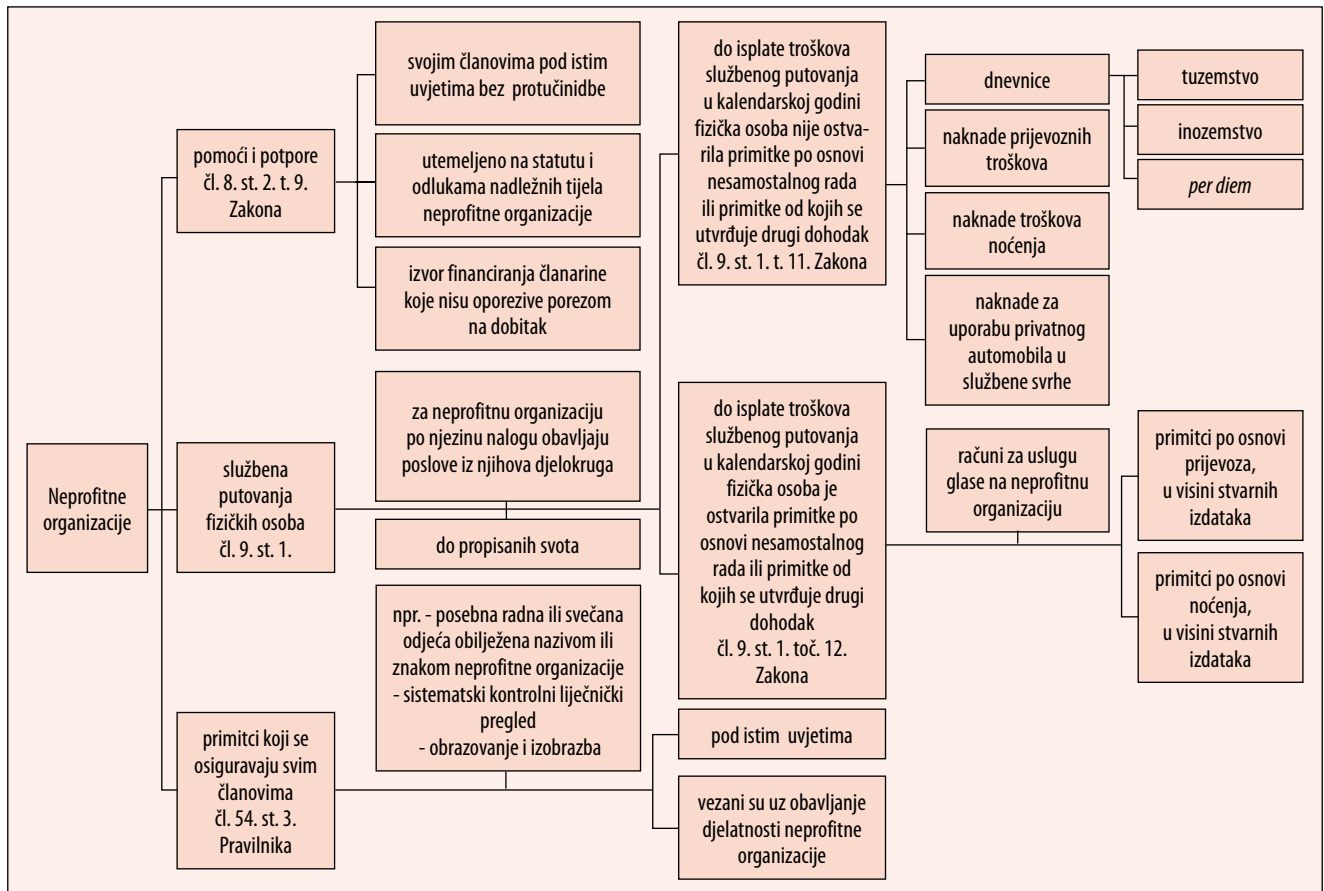 Neprofitne
organizacije
pomoći i potpore
čl. 8. st. 2. t. 9.
Zakona
svojim članovima pod istim
uvjetima bez protučinidbe
utemeljeno na statutu i
odlukama nadležnih tijela
neprofitne organizacije
izvor financiranja članarine
koje nisu oporezive porezom
na dobitak
službena
putovanja
fizičkih osoba
čl. 9. st. 1.
za neprofitnu organizaciju
po njezinu nalogu obavljaju
poslove iz njihova djelokruga
do propisanih svota
do isplate troškova
službenog putovanja
u kalendarskoj godini
fizička osoba nije ostva-
rila primitke po osnovi
nesamostalnog rada
ili primitke od kojih se
utvrđuje drugi dohodak
čl. 9. st. 1. t. 11. Zakona
dnevnice
tuzemstvo
inozemstvo
per diem
naknade prijevoznih
troškova
naknade troškova
noćenja
naknade za
uporabu privatnog
automobila u
službene svrhe
do isplate troškova
službenog putovanja
u kalendarskoj godini
fizička osoba je
ostvarila primitke po
osnovi nesamostalnog
rada ili primitke od
kojih se utvrđuje drugi
dohodak
čl. 9. st. 1. toč. 12.
Zakona
računi za uslugu
glase na neprofitnu
organizaciju
primitci po osnovi
prijevoza,
u visini stvarnih
izdataka
primitci po osnovi
noćenja,
u visini stvarnih
izdataka
primitci koji se
osiguravaju svim
članovima
čl. 54. st. 3.
Pravilnika
npr. - posebna radna ili svečana
odjeća obilježena nazivom ili
znakom neprofitne organizacije
- sistematski kontrolni liječnički
pregled
- obrazovanje i izobrazba
pod istim uvjetima
vezani su uz obavljanje
djelatnosti neprofitne
organizacije